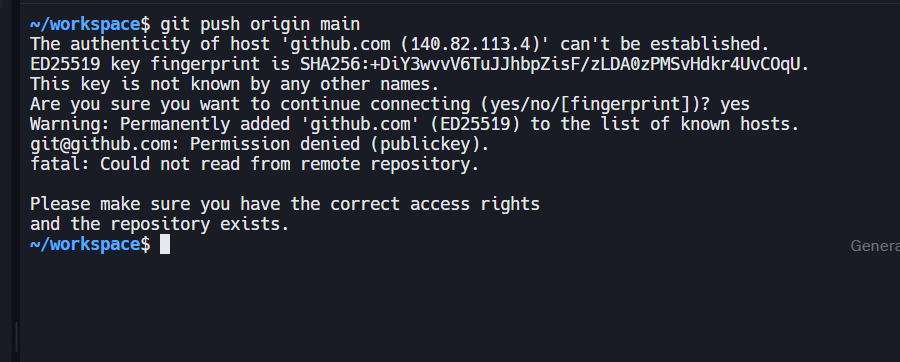 ~/workspace$ git push origin main
The authenticity of host 'github.com (140.82.113.4)' can't be established.
ED25519 key fingerprint is SHA256:+DiY3wvvV6TuJJhbpZisF/zLDA0zPMSvHdkr4UvCOqU.
This key is not known by any other names.
Are you sure you want to continue connecting (yes/no/[fingerprint])? yes
Warning: Permanently added 'github.com' (ED25519) to the list of known hosts.
git@github.com: Permission denied (publickey).
fatal: Could not read from remote repository.

Please make sure you have the correct access rights
and the repository exists.
~/workspace$
Genera